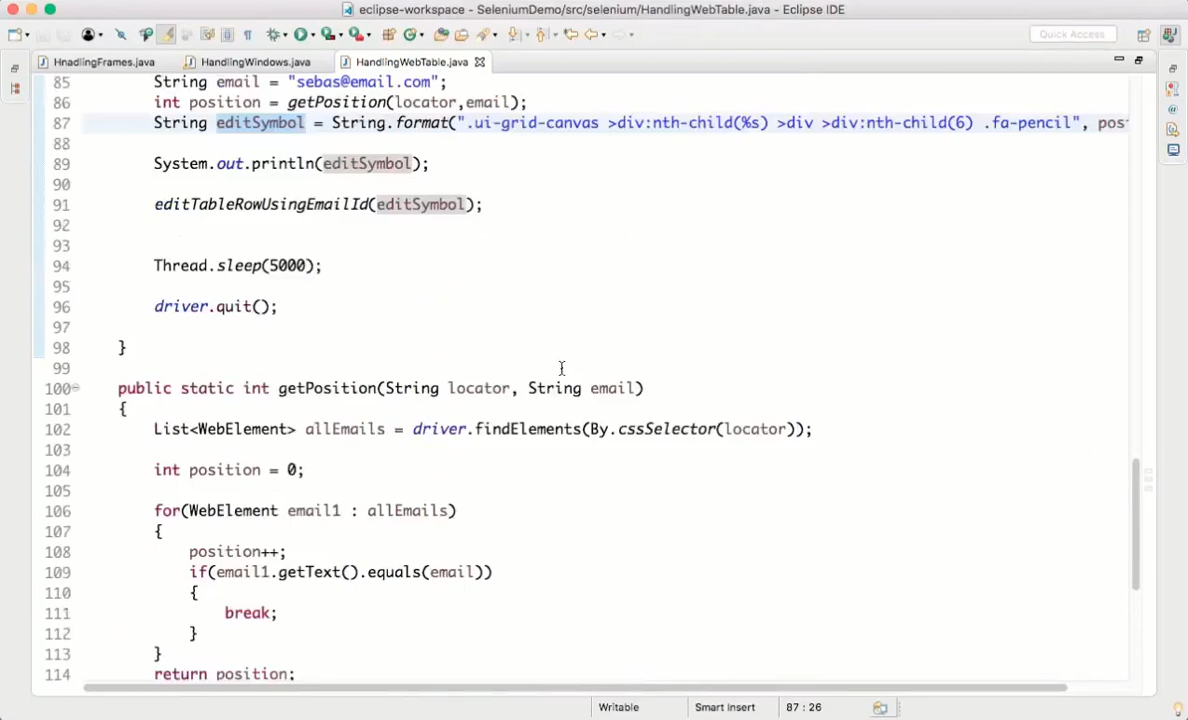 eclipse-workspace - SeleniumDemo/src/selenium/HandlingWebTable.java - Eclipse IDE
Quick Access
HnadlingFrames.java HandlingWindows.java HandlingWebTable.java
85 String email = "sebas@email.com";
86 int position = getPosition(locator,email);
87 String editSymbol = String.format(".ui-grid-canvas >div:nth-child(%s) >div >div:nth-child(6) .fa-pencil", pos
88
89 System.out.println(editSymbol);
90
91 editTableRowUsingEmailId(editSymbol);
92
93
94 Thread.sleep(5000);
95
96 driver.quit();
97
98 }
99
100 public static int getPosition(String locator, String email)
101 {
102 List<WebElement> allEmails = driver.findElements(By.cssSelector(locator));
103
104 int position = 0;
105
106 for(WebElement email1 : allEmails)
107 {
108 position++;
109 if(email1.getText().equals(email))
110 {
111 break;
112 }
113 }
114 return position;
Writable Smart Insert 87 : 26